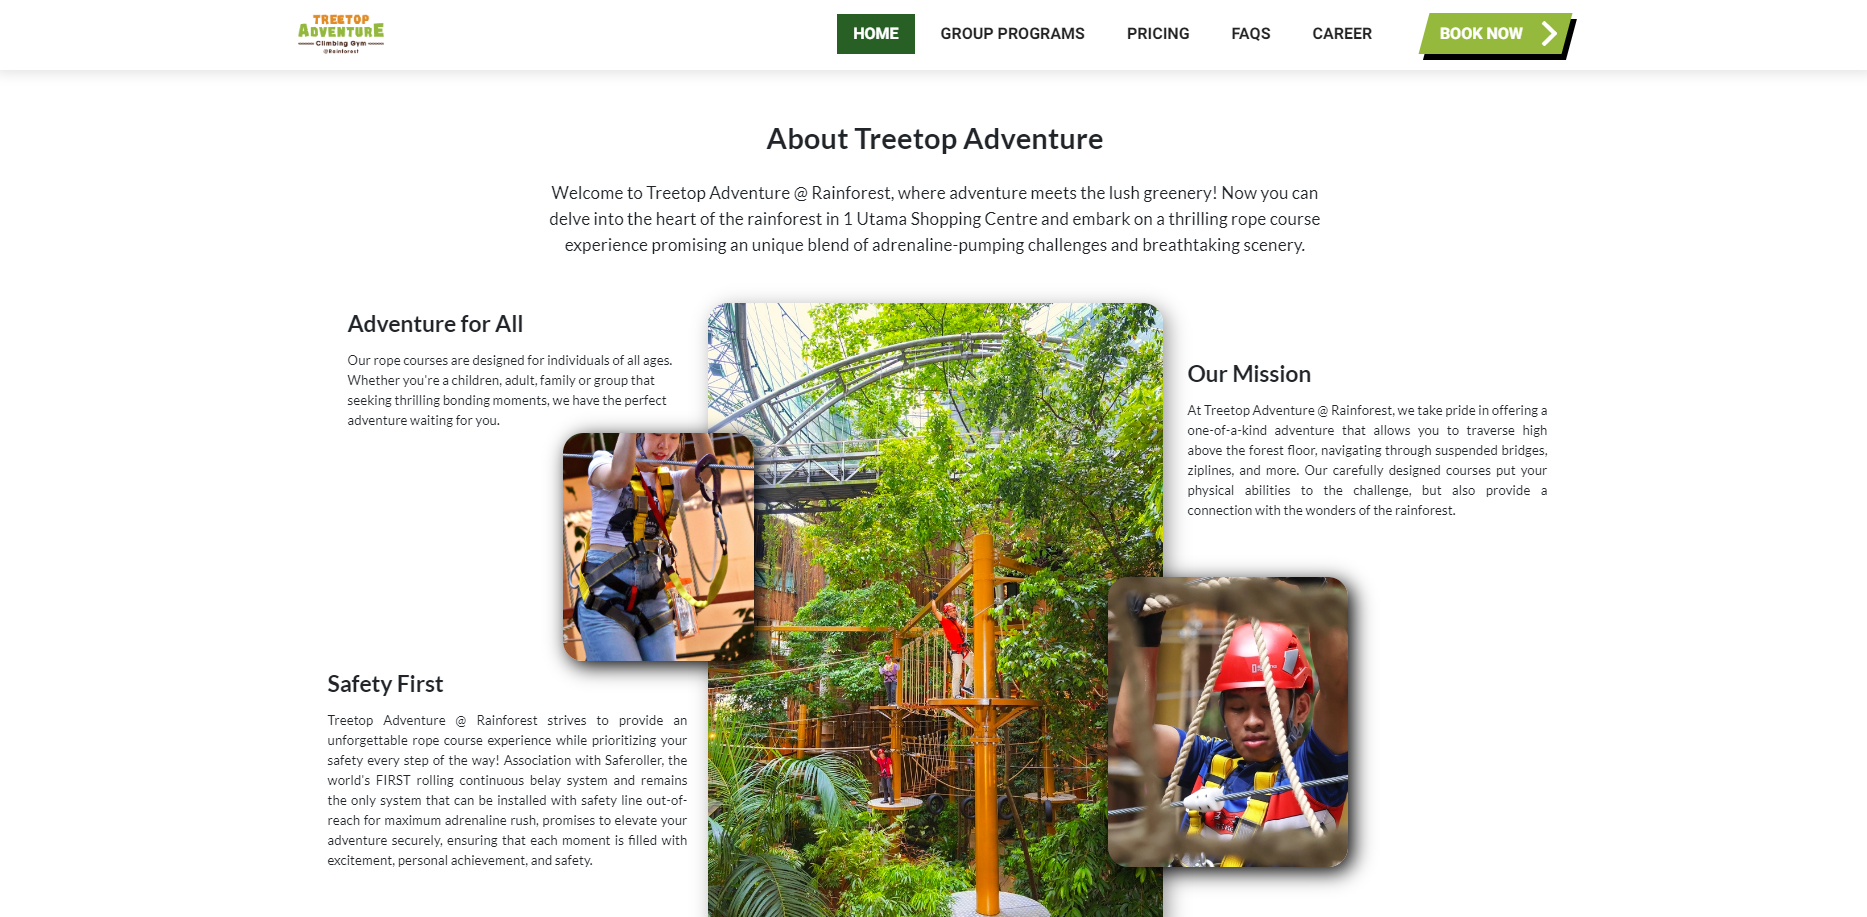 TREETOP
ADVENTURE
Climbing Gym
@Rainforest
HOME
GROUP PROGRAMS
PRICING
FAQS
CAREER
BOOK NOW
About Treetop Adventure
Welcome to Treetop Adventure @ Rainforest, where adventure meets the lush greenery! Now you can
delve into the heart of the rainforest in 1 Utama Shopping Centre and embark on a thrilling rope course
experience promising an unique blend of adrenaline-pumping challenges and breathtaking scenery.
Adventure for All
Our rope courses are designed for individuals of all ages.
Whether you're a children, adult, family or group that
seeking thrilling bonding moments, we have the perfect
adventure waiting for you.
Our Mission
At Treetop Adventure @ Rainforest, we take pride in offering a
one-of-a-kind adventure that allows you to traverse high
above the forest floor, navigating through suspended bridges,
ziplines, and more. Our carefully designed courses put your
physical abilities to the challenge, but also provide a
connection with the wonders of the rainforest.
Safety First
Treetop Adventure @ Rainforest strives to provide an
unforgettable rope course experience while prioritizing your
safety every step of the way! Association with Saferoller, the
world's FIRST rolling continuous belay system and remains
the only system that can be installed with safety line out-of-
reach for maximum adrenaline rush, promises to elevate your
adventure securely, ensuring that each moment is filled with
excitement, personal achievement, and safety.